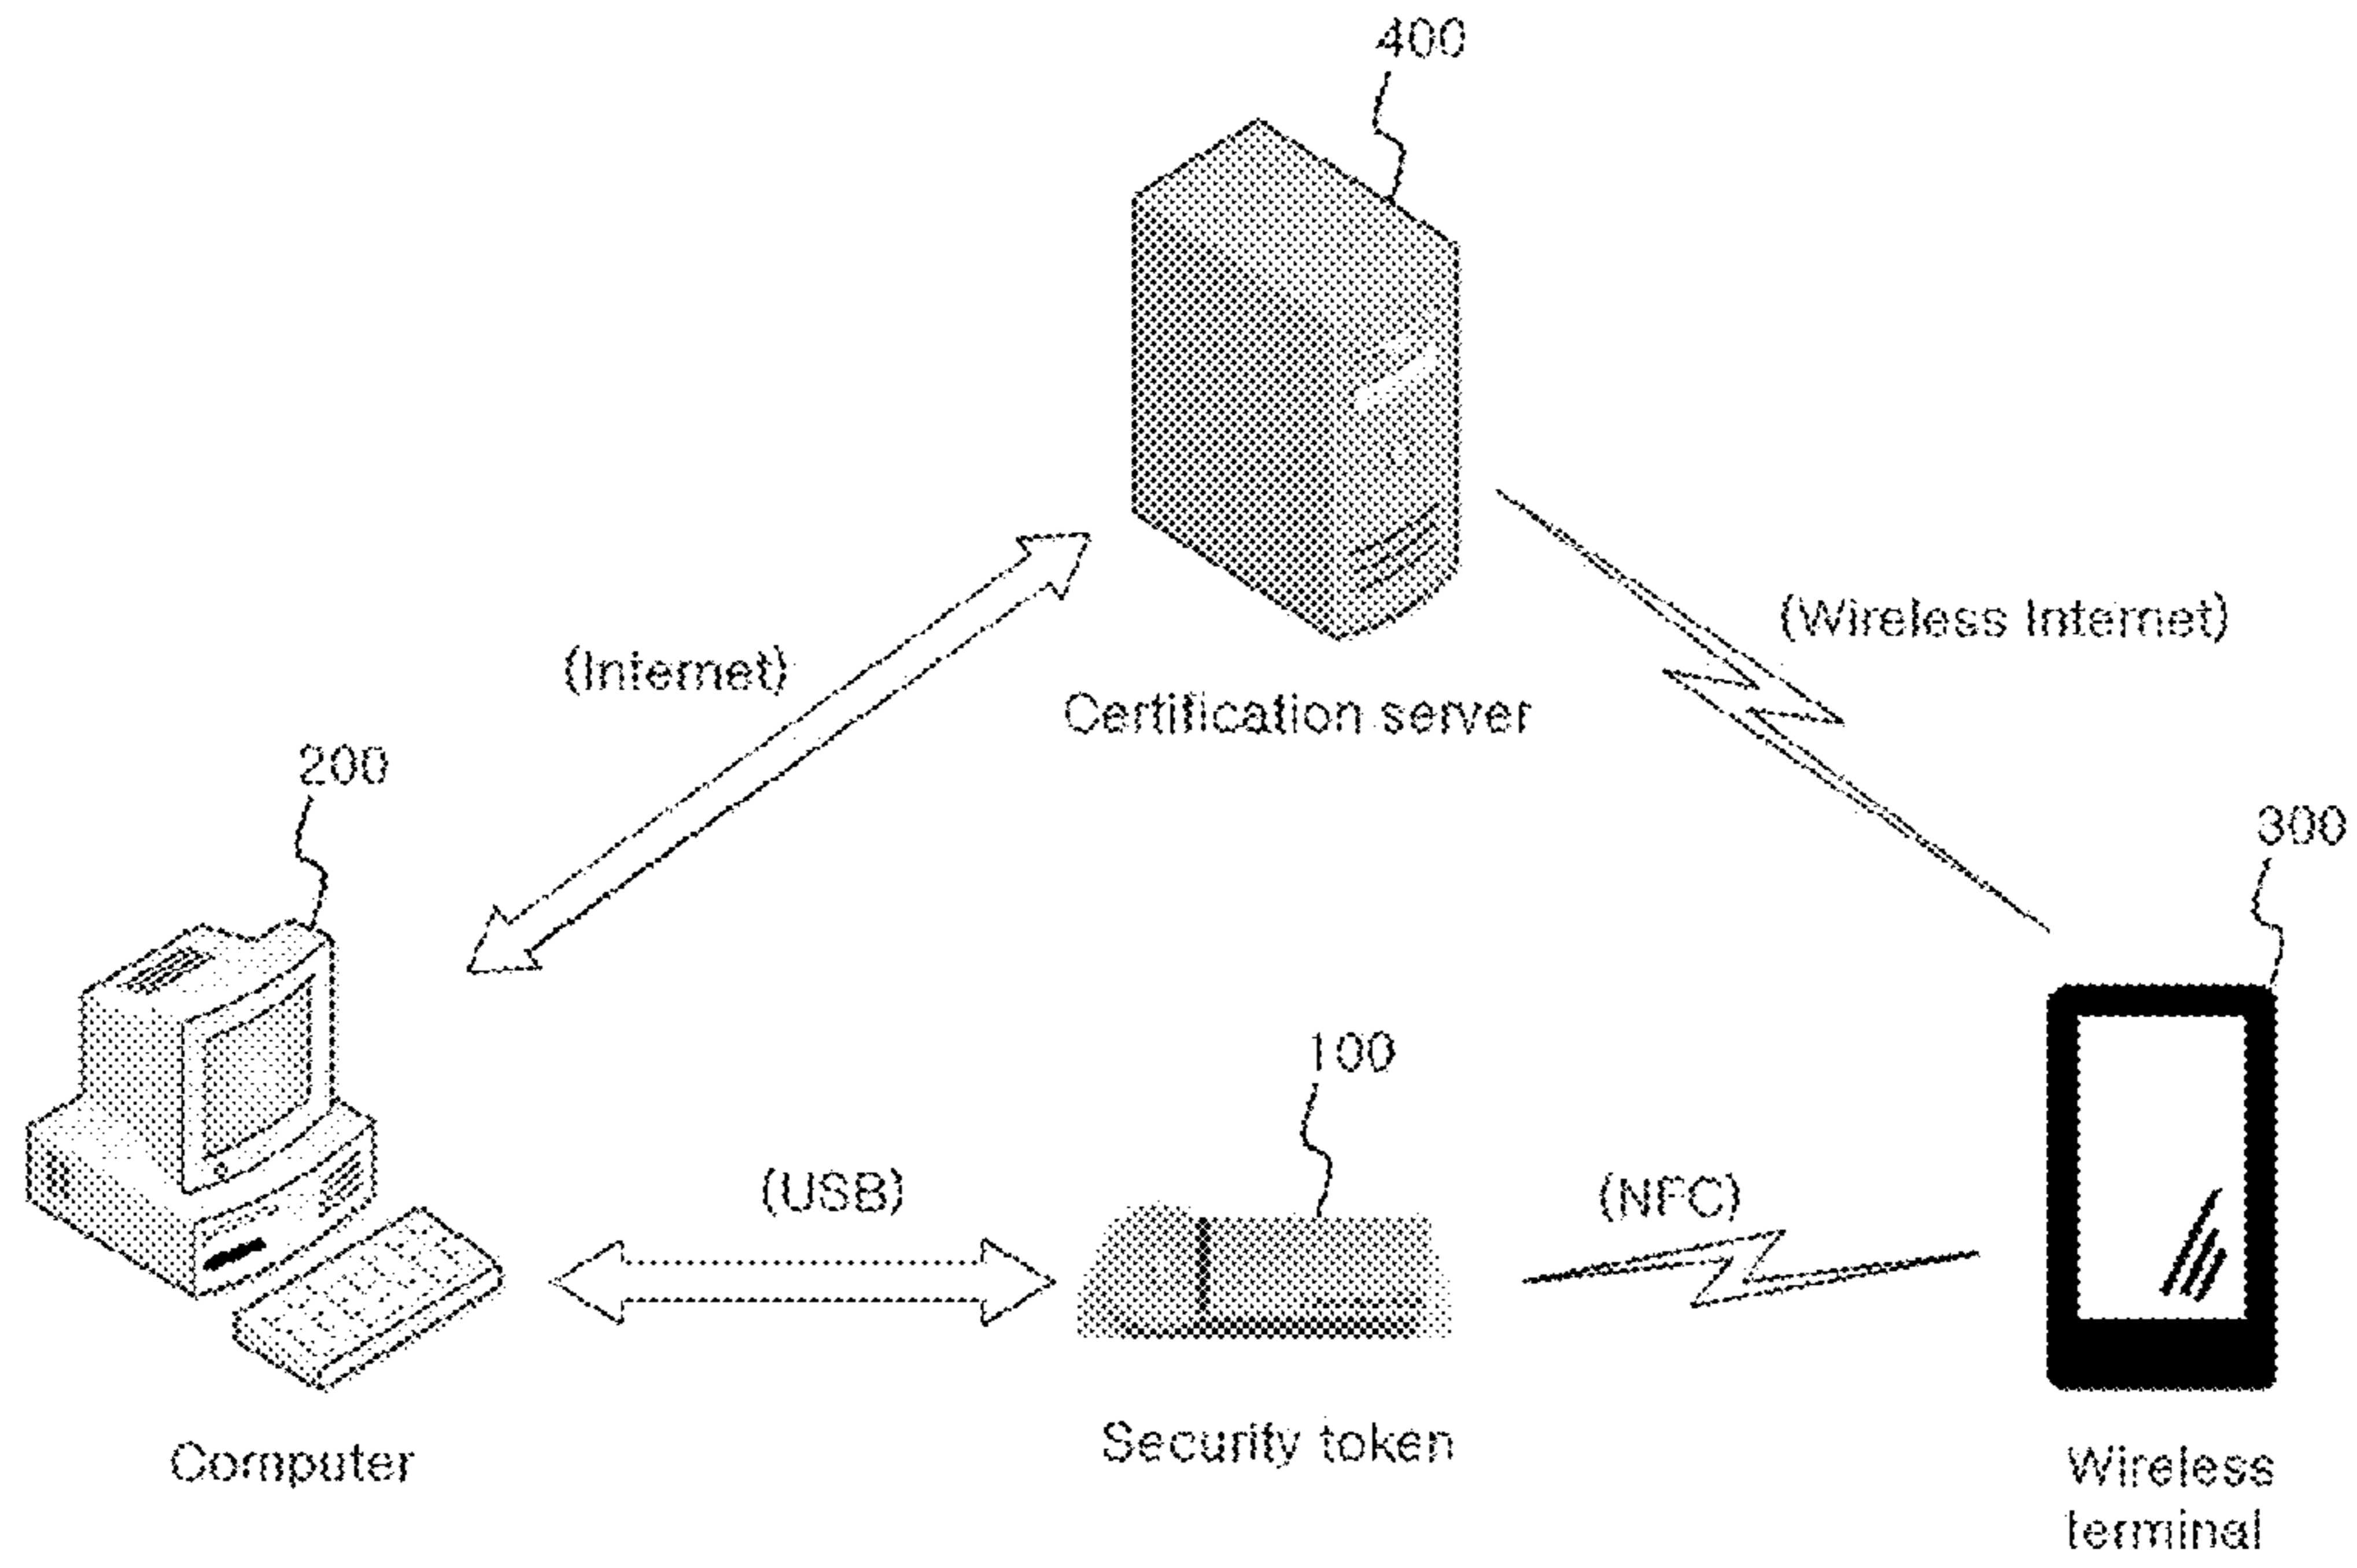 400
(Internet)
(Wireless Internet)
Certification server
200
300
100
(USB)
(NFC)
Computer
Security token
Wireless
terminal